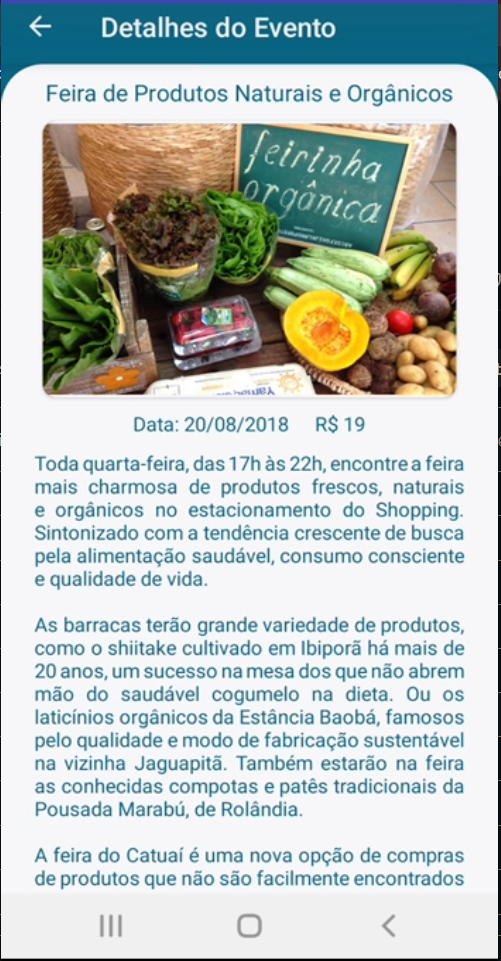 Detalhes do Evento
Feira de Produtos Naturais e Orgânicos
feirinha
orgânica
Data: 20/08/2018 R$ 19
Toda quarta-feira, das 17h às 22h, encontre a feira
mais charmosa de produtos frescos, naturais
e orgânicos no estacionamento do Shopping.
Sintonizado com a tendência crescente de busca
pela alimentação saudável, consumo consciente
e qualidade de vida.
As barracas terão grande variedade de produtos,
como o shiitake cultivado em Ibiporã há mais de
20 anos, um sucesso na mesa dos que não abrem
mão do saudável cogumelo na dieta. Ou os
laticínios orgânicos da Estância Baobá, famosos
pelo qualidade e modo de fabricação sustentável
na vizinha Jaguapitã. Também estarão na feira
as conhecidas compotas e patês tradicionais da
Pousada Marabú, de Rolândia.
A feira do Catuaí é uma nova opção de compras
de produtos que não são facilmente encontrados